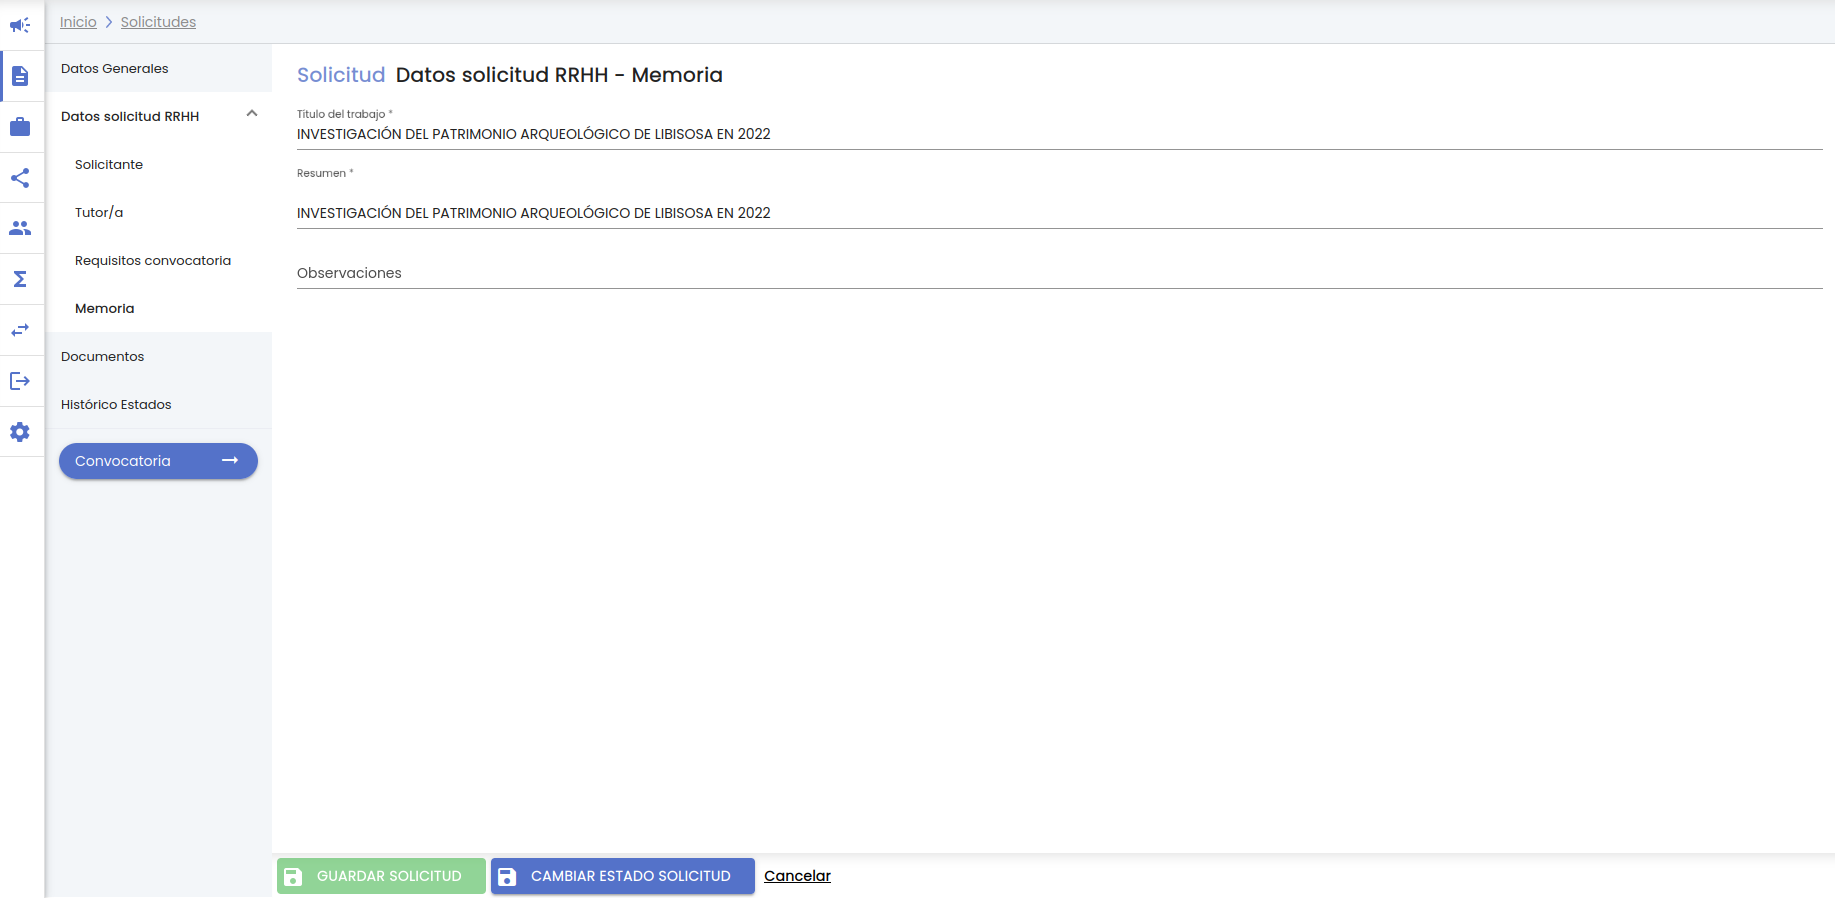 Inicio > Solicitudes
Datos Generales
Datos solicitud RRHH
Solicitante
Tutor/a
Requisitos convocatoria
Memoria
Documentos
Histórico Estados
Convocatoria
Solicitud Datos solicitud RRHH - Memoria
Título del trabajo *
INVESTIGACIÓN DEL PATRIMONIO ARQUEOLÓGICO DE LIBISOSA EN 2022
Resumen *
INVESTIGACIÓN DEL PATRIMONIO ARQUEOLÓGICO DE LIBISOSA EN 2022
Observaciones
GUARDAR SOLICITUD
CAMBIAR ESTADO SOLICITUD
Cancelar